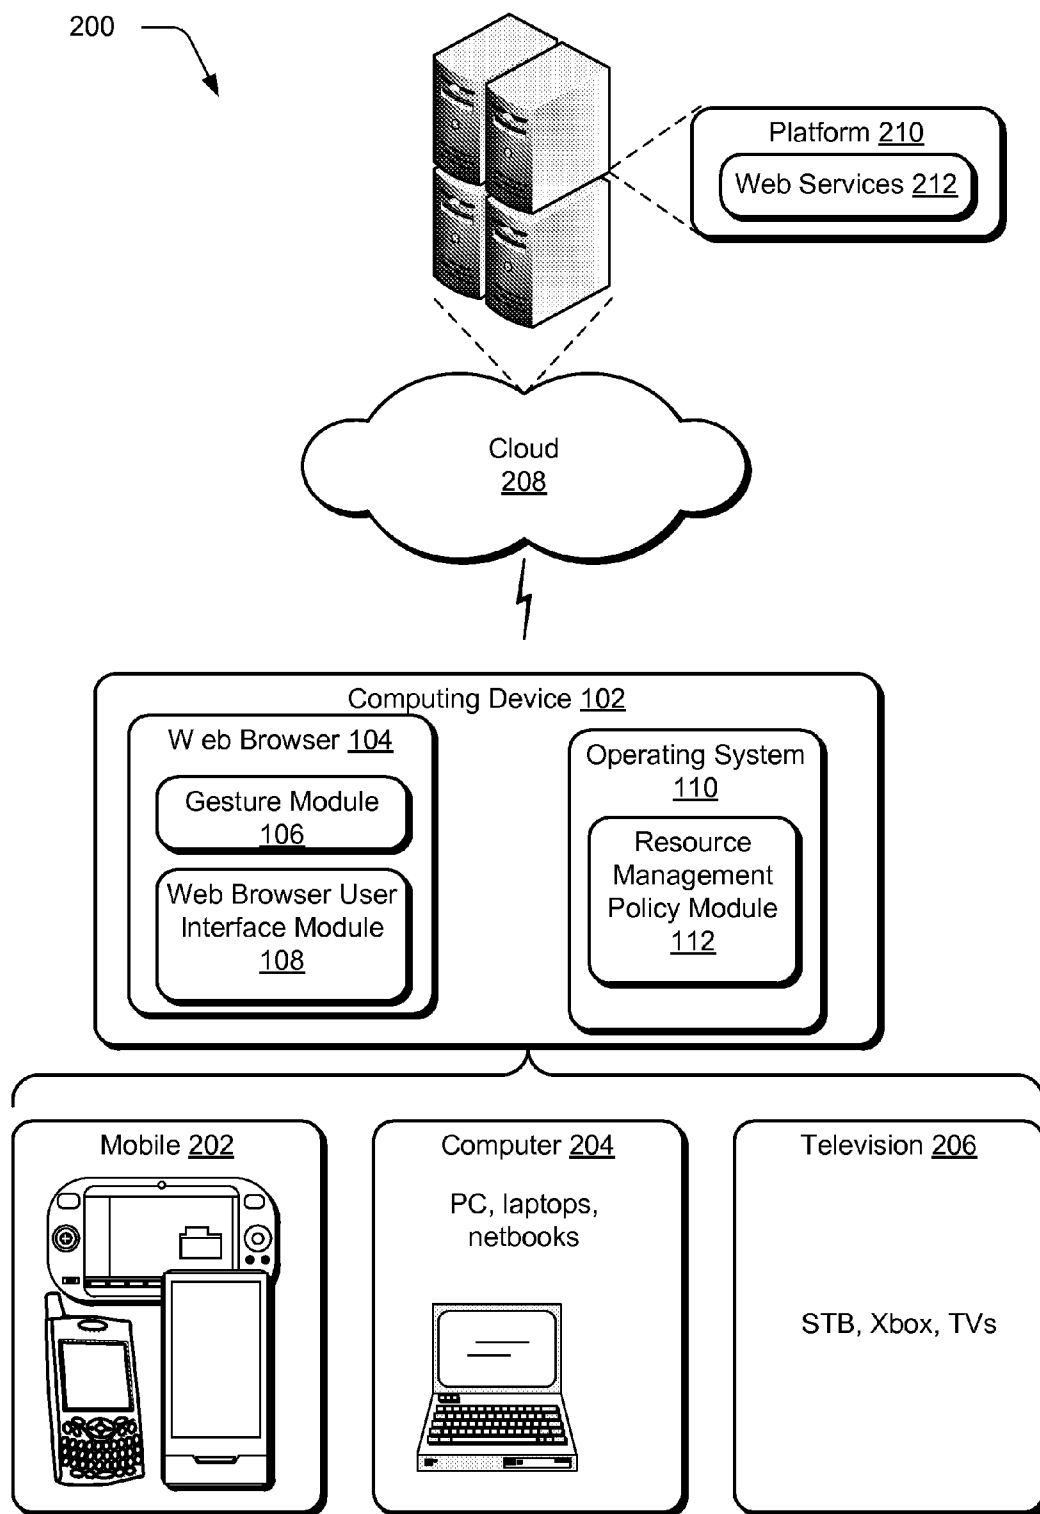 200
Platform 210
Web Services 212
Cloud
208
Computing Device 102
W eb Browser 104
Gesture Module
106
Web Browser User
Interface Module
108
Operating System
110
Resource
Management
Policy Module
112
Mobile 202
Computer 204
PC, laptops,
netbooks
Television 206
STB, Xbox, TVs